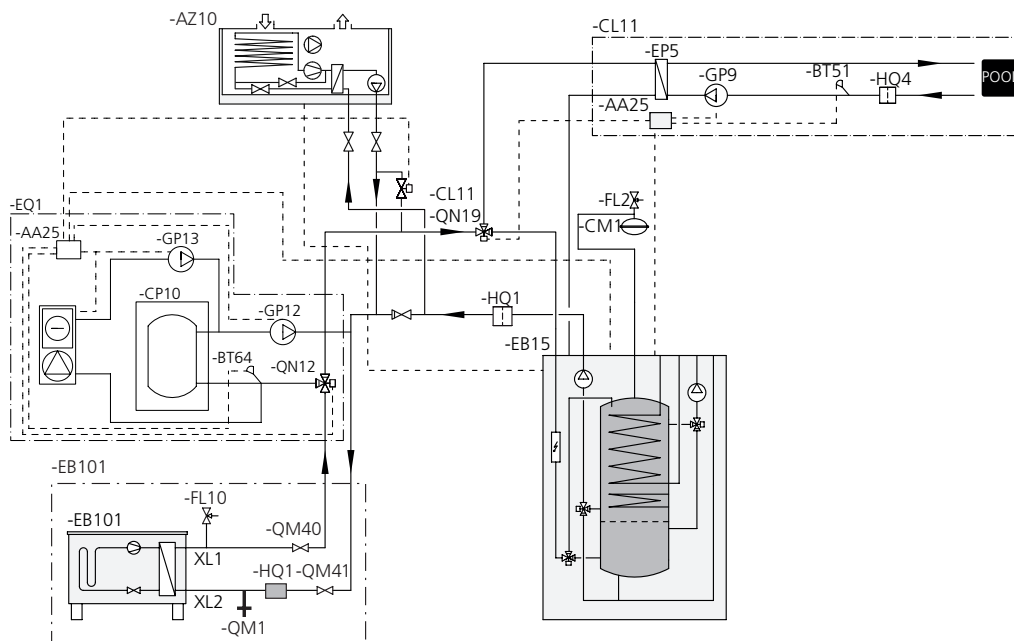 -AZ10
-CL11
-EP5
-GP9
-BT51
-HQ4
POOL
-AA25
-CL11
-QN19
-FL2
-CM1
-EQ1
-AA25
-GP13
-CP10
-GP12
-HQ1
-EB15
-BT64
-QN12
-EB101
-FL10
-EB101
-QM40
XL1
-HQ1
-QM41
XL2
-QM1